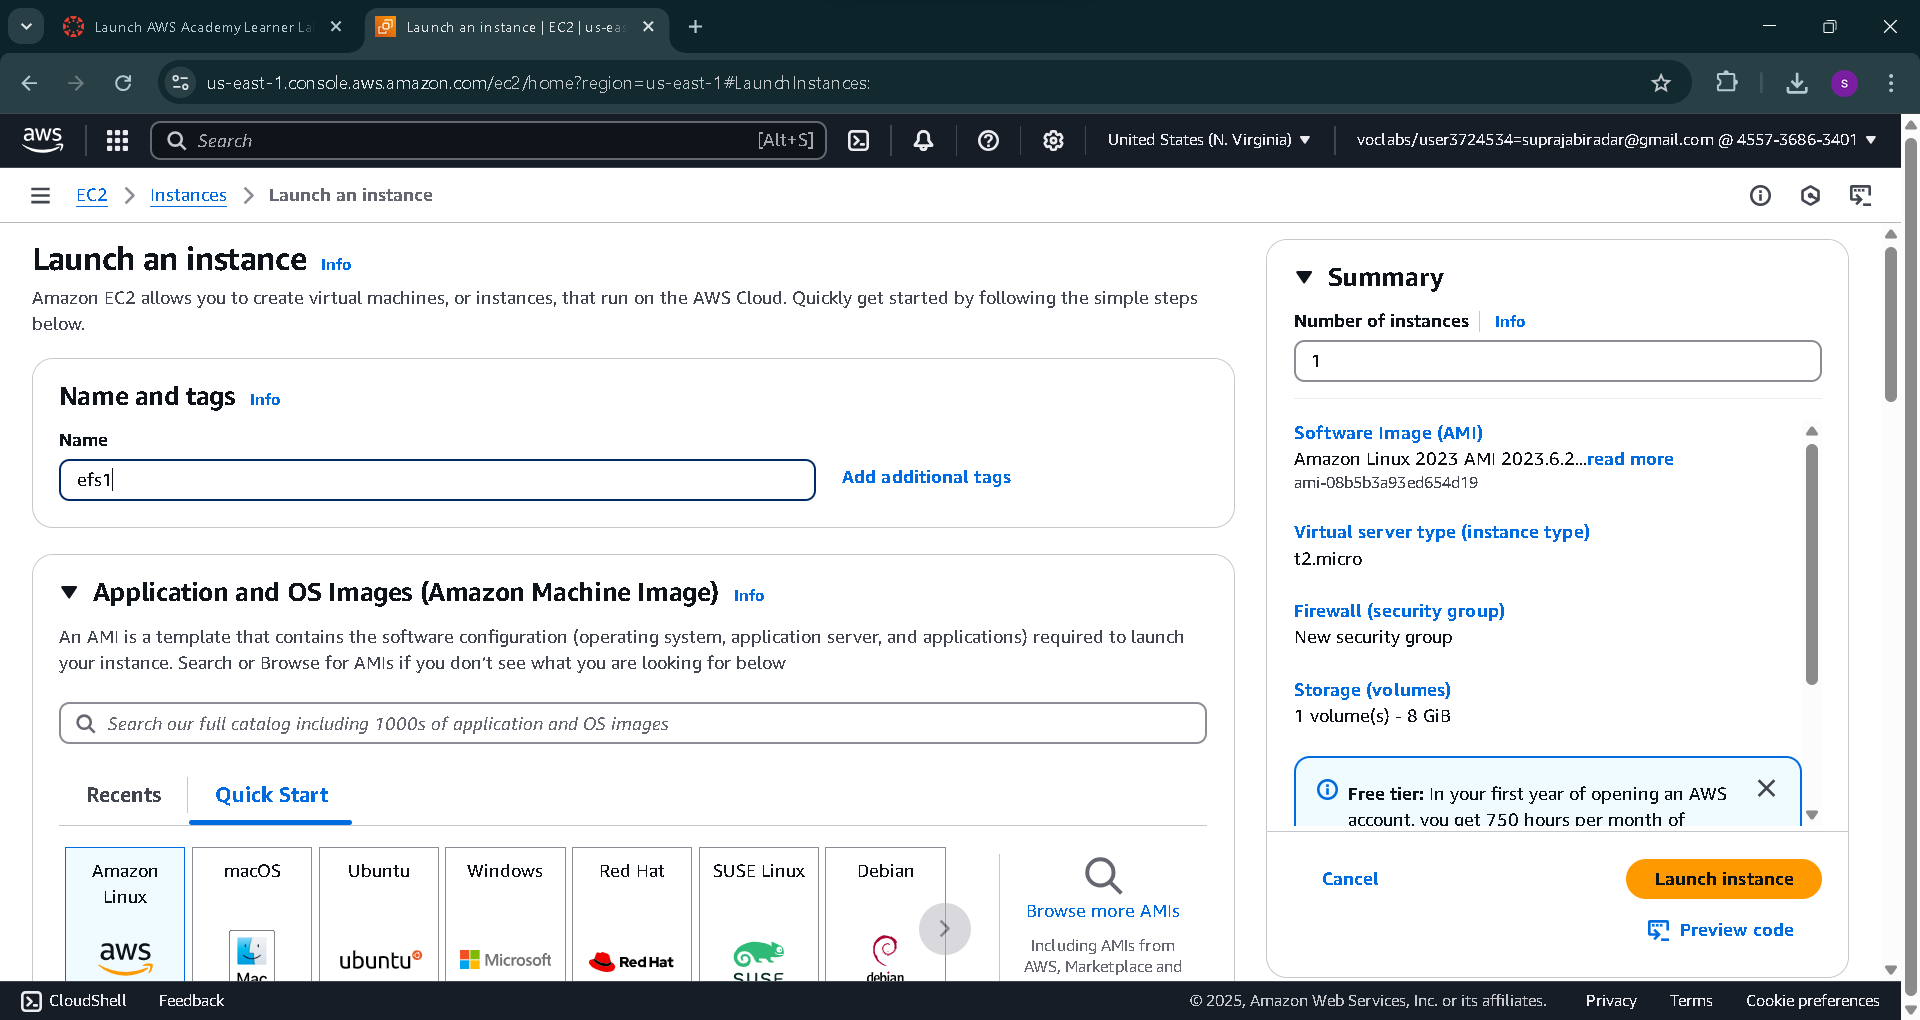 Launch AWS Academy Learner La
Launch an instance | EC2 | us-eas
us-east-1.console.aws.amazon.com/ec2/home?region=us-east-1#LaunchInstances:
S
aws
Search
[Alt+S]
United States (N. Virginia)
voclabs/user3724534=suprajabiradar@gmail.com @ 4557-3686-3401
EC2
Instances
Launch an instance
Launch an instance
Info
Amazon EC2 allows you to create virtual machines, or instances, that run on the AWS Cloud. Quickly get started by following the simple steps
below.
Name and tags
Info
Name
efs1
Add additional tags
Application and OS Images (Amazon Machine Image)
Info
An AMI is a template that contains the software configuration (operating system, application server, and applications) required to launch
your instance. Search or Browse for AMIs if you don't see what you are looking for below
Search our full catalog including 1000s of application and OS images
Recents
Quick Start
Amazon
Linux
aws
macOS
Mac
Ubuntu
ubuntu
Windows
Microsoft
Red Hat
Red Hat
SUSE Linux
SUSE
Debian
debian
Browse more AMIs
Including AMIs from
AWS, Marketplace and
Summary
Number of instances
Info
1
Software Image (AMI)
Amazon Linux 2023 AMI 2023.6.2...read more
ami-08b5b3a93ed654d19
Virtual server type (instance type)
t2.micro
Firewall (security group)
New security group
Storage (volumes)
1 volume(s) - 8 GiB
Free tier: In your first year of opening an AWS
account, you get 750 hours per month of
Cancel
Launch instance
Preview code
CloudShell
Feedback
© 2025, Amazon Web Services, Inc. or its affiliates.
Privacy
Terms
Cookie preferences